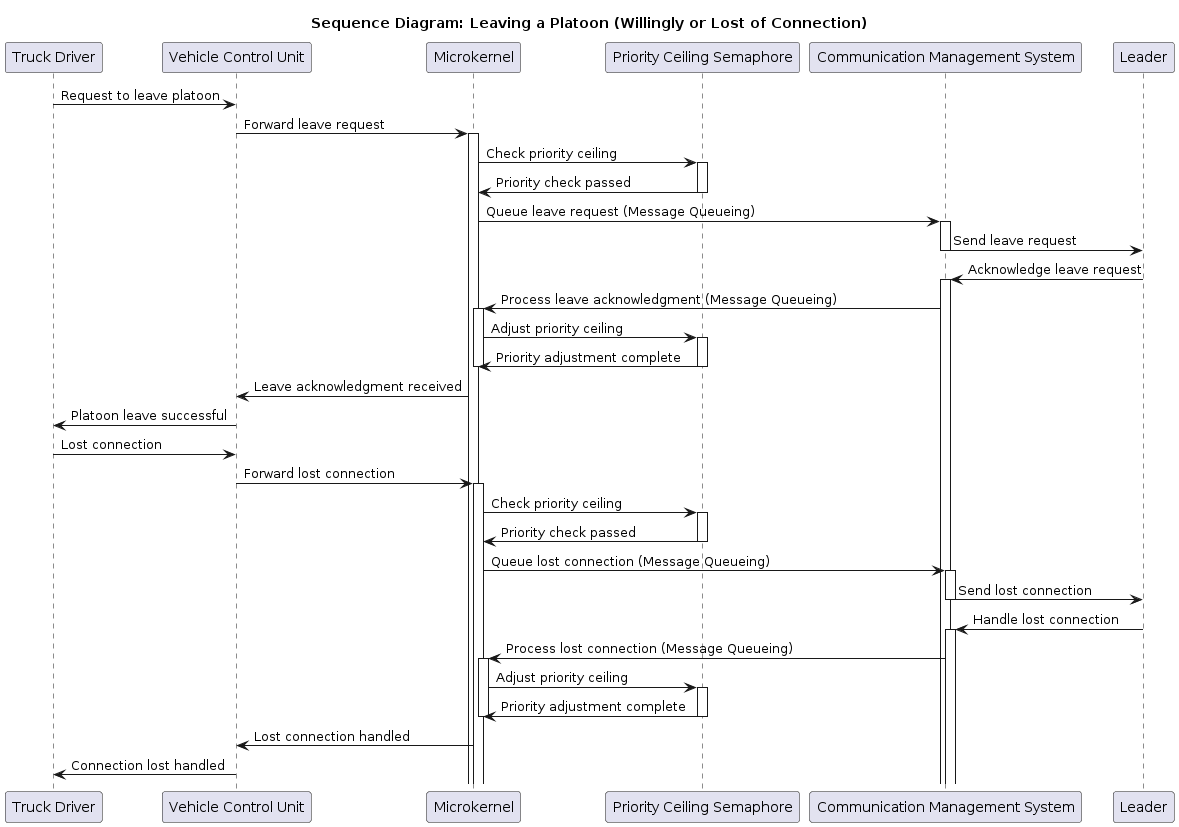 Sequence Diagram: Leaving a Platoon (Willingly or Lost of Connection)
Truck Driver
Vehicle Control Unit
Microkernel
Priority Ceiling Semaphore
Communication Management System
Leader
Request to leave platoon
Forward leave request
Check priority ceiling
Priority check passed
Queue leave request (Message Queueing)
Send leave request
Acknowledge leave request
Process leave acknowledgment (Message Queueing)
Adjust priority ceiling
Priority adjustment complete
Leave acknowledgment received
Platoon leave successful
Lost connection
Forward lost connection
Check priority ceiling
Priority check passed
Queue lost connection (Message Queueing)
Send lost connection
Handle lost connection
Process lost connection (Message Queueing)
Adjust priority ceiling
Priority adjustment complete
Lost connection handled
Connection lost handled
Truck Driver
Vehicle Control Unit
Microkernel
Priority Ceiling Semaphore
Communication Management System
Leader